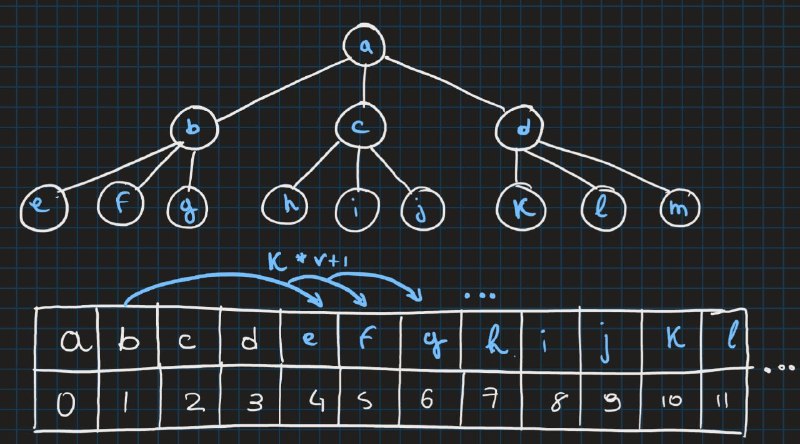 a
b c d
e f g h i j K l m
K * r+1
...
a b c d e f g h i j K l
0 1 2 3 4 5 6 7 8 9 10 11 ...